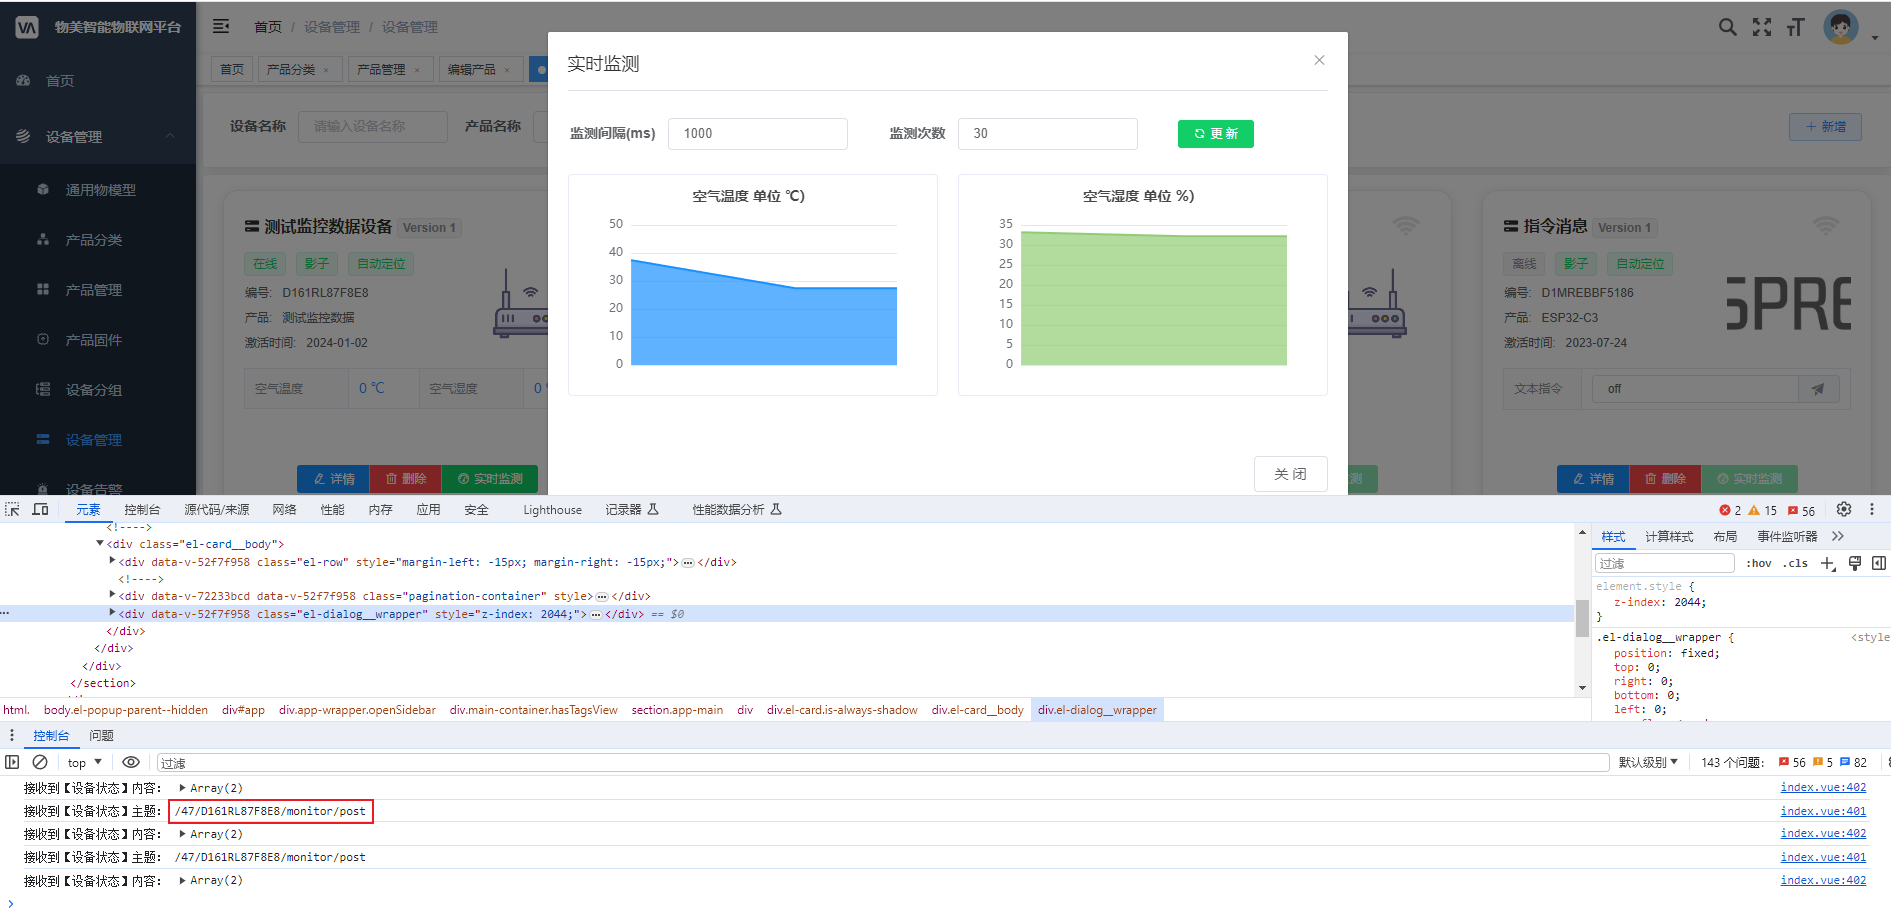 VA 物美智能物联网平台
首页 / 设备管理 / 设备管理
首页 产品分类 × 产品管理 × 编辑产品 ×
首页
设备管理
通用物模型
产品分类
产品管理
产品固件
设备分组
设备管理
设备告警
设备名称 请输入设备名称 产品名称
+ 新增
测试监控数据设备 Version 1
在线 影子 自动定位
编号: D161RL87F8E8
产品: 测试监控数据
激活时间: 2024-01-02
空气温度 0 ℃ 空气湿度 0
详情 删除 实时监测
实时监测
监测间隔(ms) 1000 监测次数 30 更 新
空气温度 单位 ℃)
50
40
30
20
10
0
空气湿度 单位 %)
35
30
25
20
15
10
5
0
关 闭
指令消息 Version 1
离线 影子 自动定位
编号: D1MREBBF5186
产品: ESP32-C3
激活时间: 2023-07-24
SPRE
文本指令 off
详情 删除 实时监测
元素 控制台 源代码/来源 网络 性能 内存 应用 安全 Lighthouse 记录器 性能数据分析 2 15 56
<!---->
▼<div class="el-card__body">
▶<div data-v-52f7f958 class="el-row" style="margin-left: -15px; margin-right: -15px;">…</div>
<!---->
▶<div data-v-72233bcd data-v-52f7f958 class="pagination-container" style>…</div>
▶<div data-v-52f7f958 class="el-dialog__wrapper" style="z-index: 2044;">…</div> == $0
</div>
</div>
</div>
</section>
html. body.el-popup-parent--hidden div#app div.app-wrapper.openSidebar div.main-container.hasTagsView section.app-main div div.el-card.is-always-shadow div.el-card__body div.el-dialog__wrapper
样式 计算样式 布局 事件监听器
过滤 :hov .cls
element.style {
z-index: 2044;
}
.el-dialog__wrapper { <style
position: fixed;
top: 0;
right: 0;
bottom: 0;
left: 0;
控制台 问题
top ▼ 过滤 默认级别 ▼ 143 个问题: 56 5 82
接收到【设备状态】内容: ▶ Array(2) index.vue:402
接收到【设备状态】主题: /47/D161RL87F8E8/monitor/post index.vue:401
接收到【设备状态】内容: ▶ Array(2) index.vue:402
接收到【设备状态】主题: /47/D161RL87F8E8/monitor/post index.vue:401
接收到【设备状态】内容: ▶ Array(2) index.vue:402